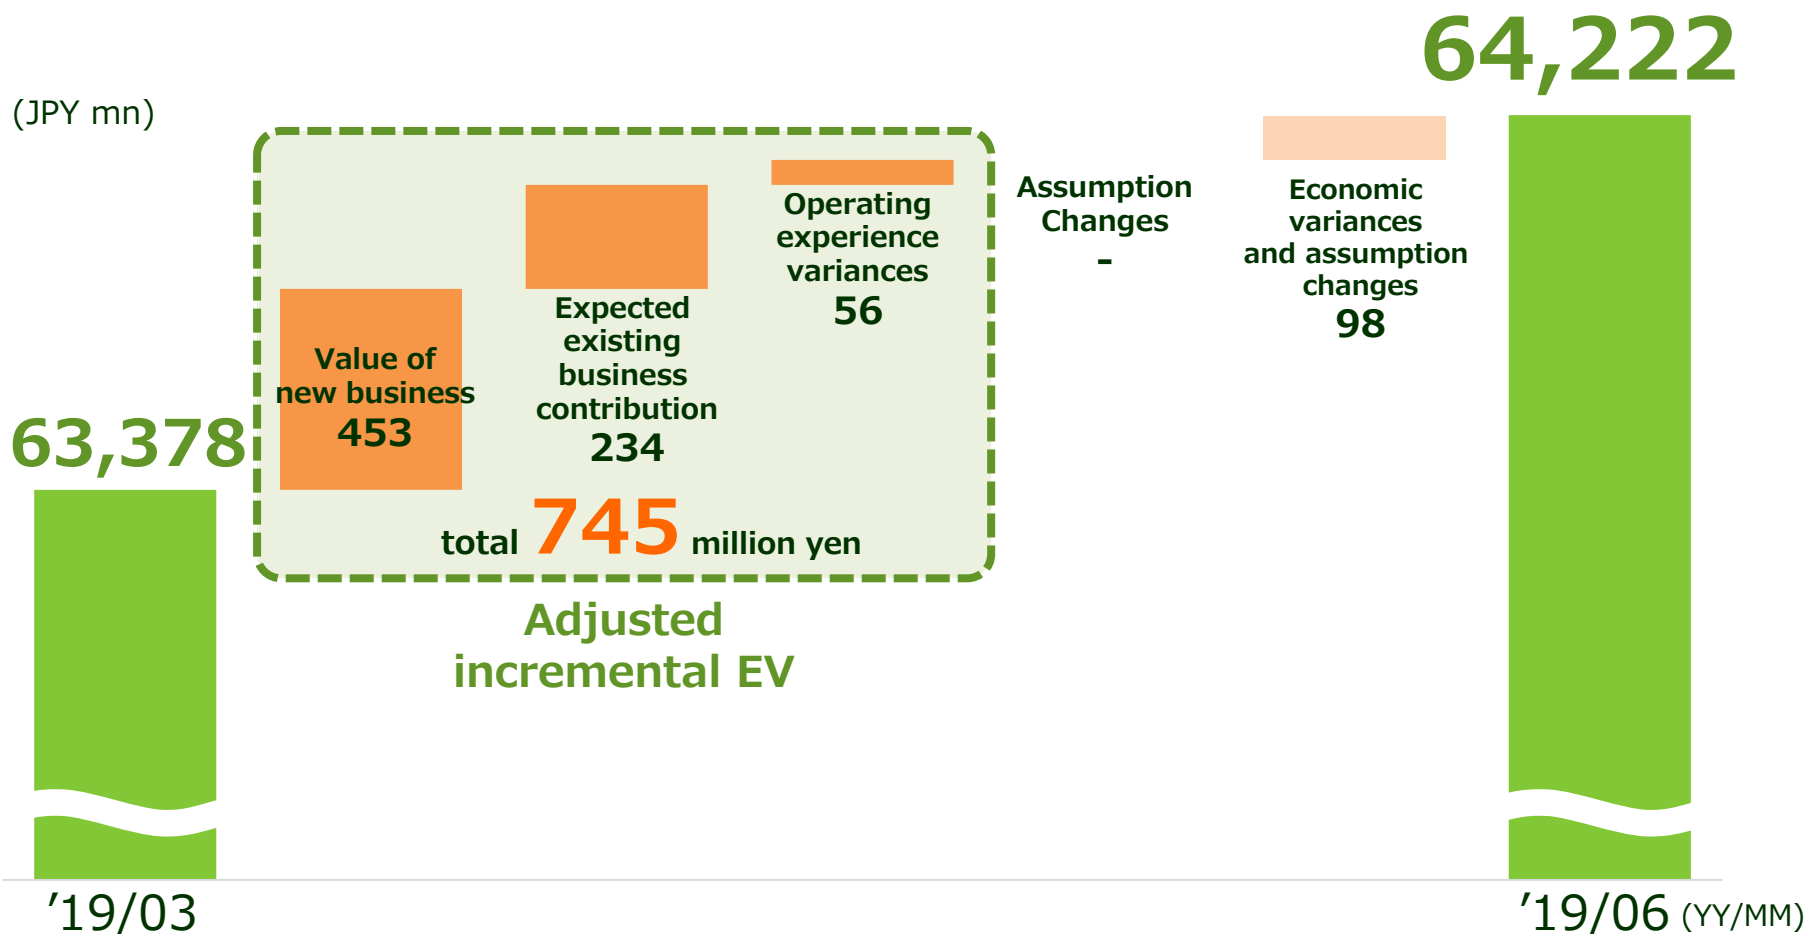 (JPY mn)
63,378
Value of
new business
453
Expected
existing
business
contribution
234
Operating
experience
variances
56
total 745 million yen
Adjusted
incremental EV
Assumption
Changes
-
Economic
variances
and assumption
changes
98
64,222
’19/03
’19/06 (YY/MM)